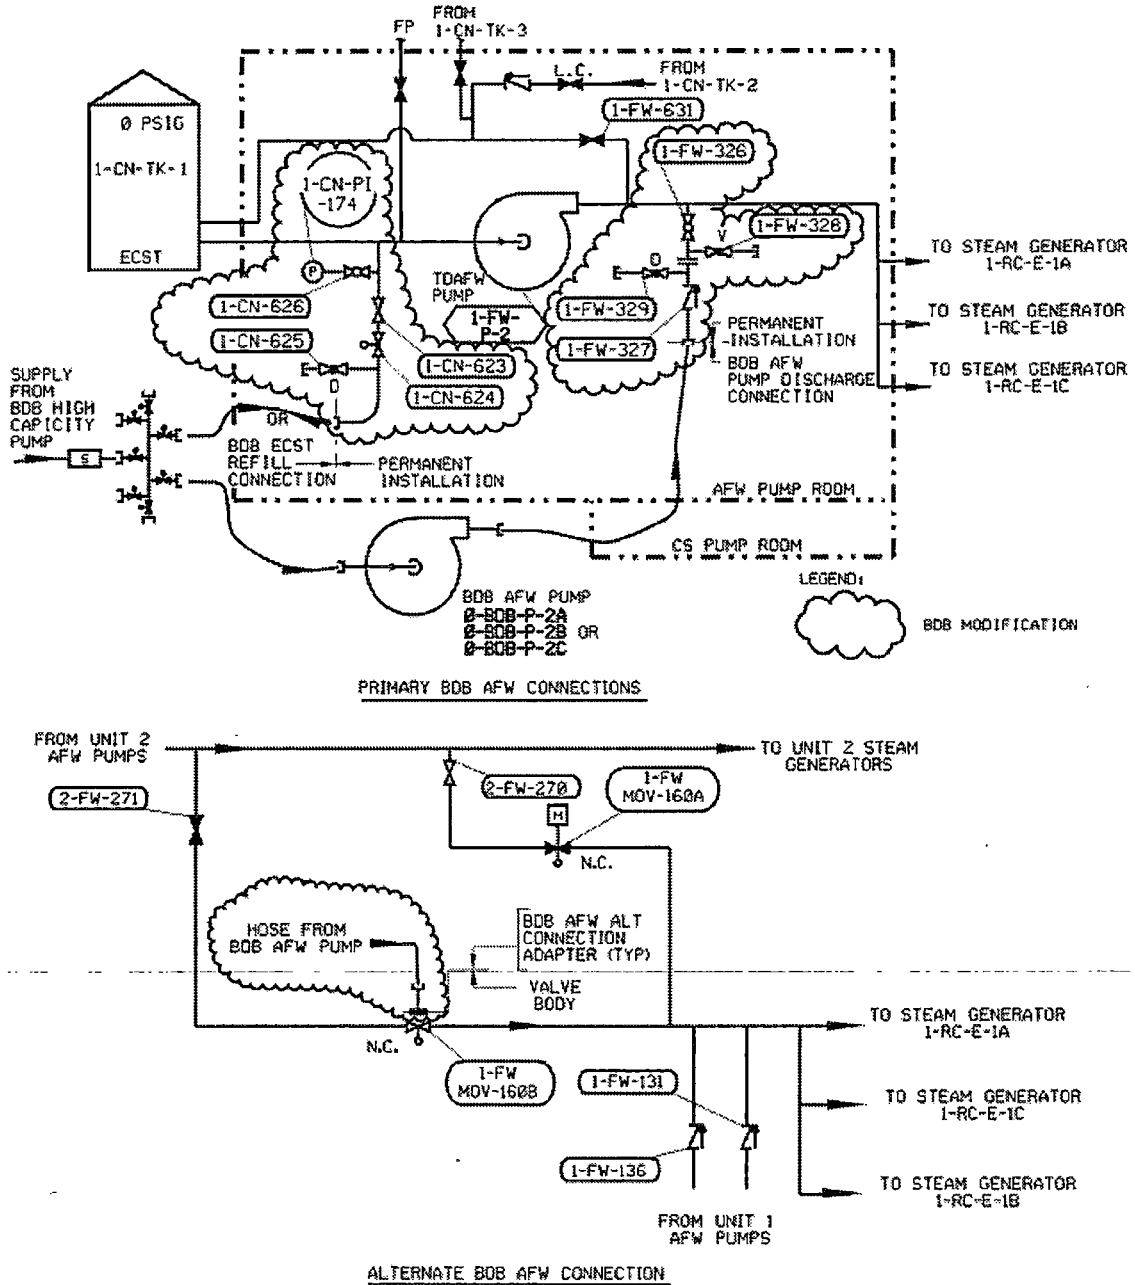 FROM
1-CN-TK-3
FP
L.C.
FROM
1-CN-TK-2
1-FW-631
0 PSIG
1-CN-TK-1
ECST
1-CN-PI
-174
1-FW-326
V
1-FW-328
D
1-FW-329
1-FW-327
TDAFW
PUMP
1-FW-
P-2
P
1-CN-626
1-CN-625
D
1-CN-623
1-CN-624
TO STEAM GENERATOR
1-RC-E-1A
TO STEAM GENERATOR
1-RC-E-1B
TO STEAM GENERATOR
1-RC-E-1C
PERMANENT
INSTALLATION
BDB AFW
PUMP DISCHARGE
CONNECTION
SUPPLY
FROM
BDB HIGH
CAPACITY
PUMP
S
OR
BDB ECST
REFILL
CONNECTION
PERMANENT
INSTALLATION
AFW PUMP ROOM
CS PUMP ROOM
BDB AFW PUMP
0-BDB-P-2A
0-BDB-P-2B OR
0-BDB-P-2C
LEGEND:
BDB MODIFICATION
PRIMARY BDB AFW CONNECTIONS
FROM UNIT 2
AFW PUMPS
TO UNIT 2 STEAM
GENERATORS
2-FW-271
2-FW-270
1-FW
MOV-160A
M
N.C.
HOSE FROM
BDB AFW PUMP
BDB AFW ALT
CONNECTION
ADAPTER (TYP)
VALVE
BODY
N.C.
1-FW
MOV-160B
1-FW-131
1-FW-136
TO STEAM GENERATOR
1-RC-E-1A
TO STEAM GENERATOR
1-RC-E-1C
TO STEAM GENERATOR
1-RC-E-1B
FROM UNIT 1
AFW PUMPS
ALTERNATE BDB AFW CONNECTION